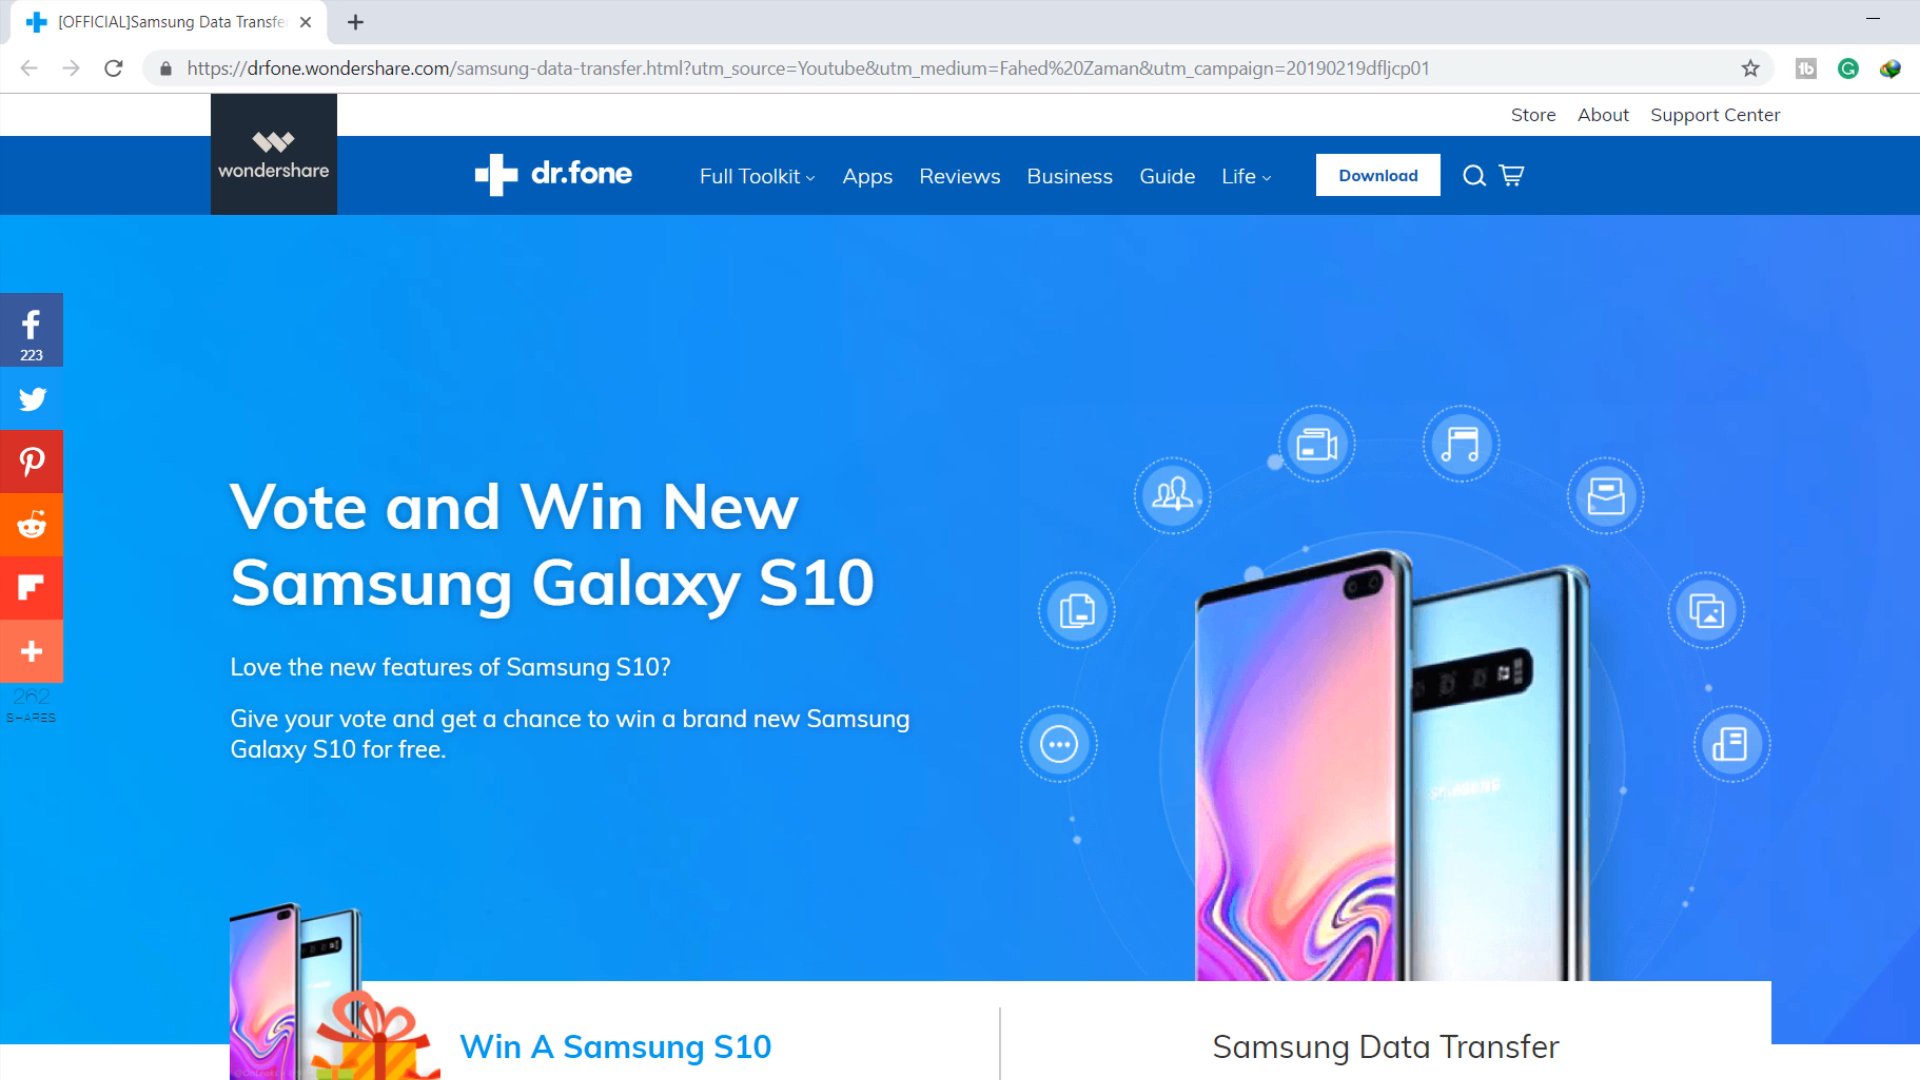 [OFFICIAL]Samsung Data Transfe
https://drfone.wondershare.com/samsung-data-transfer.html?utm_source=Youtube&utm_medium=Fahed%20Zaman&utm_campaign=20190219dfljcp01
Store About Support Center
wondershare
dr.fone
Full Toolkit Apps Reviews Business Guide Life Download
223
262
SHARES
Vote and Win New
Samsung Galaxy S10
Love the new features of Samsung S10?
Give your vote and get a chance to win a brand new Samsung
Galaxy S10 for free.
SAMSUNG
Win A Samsung S10
Samsung Data Transfer